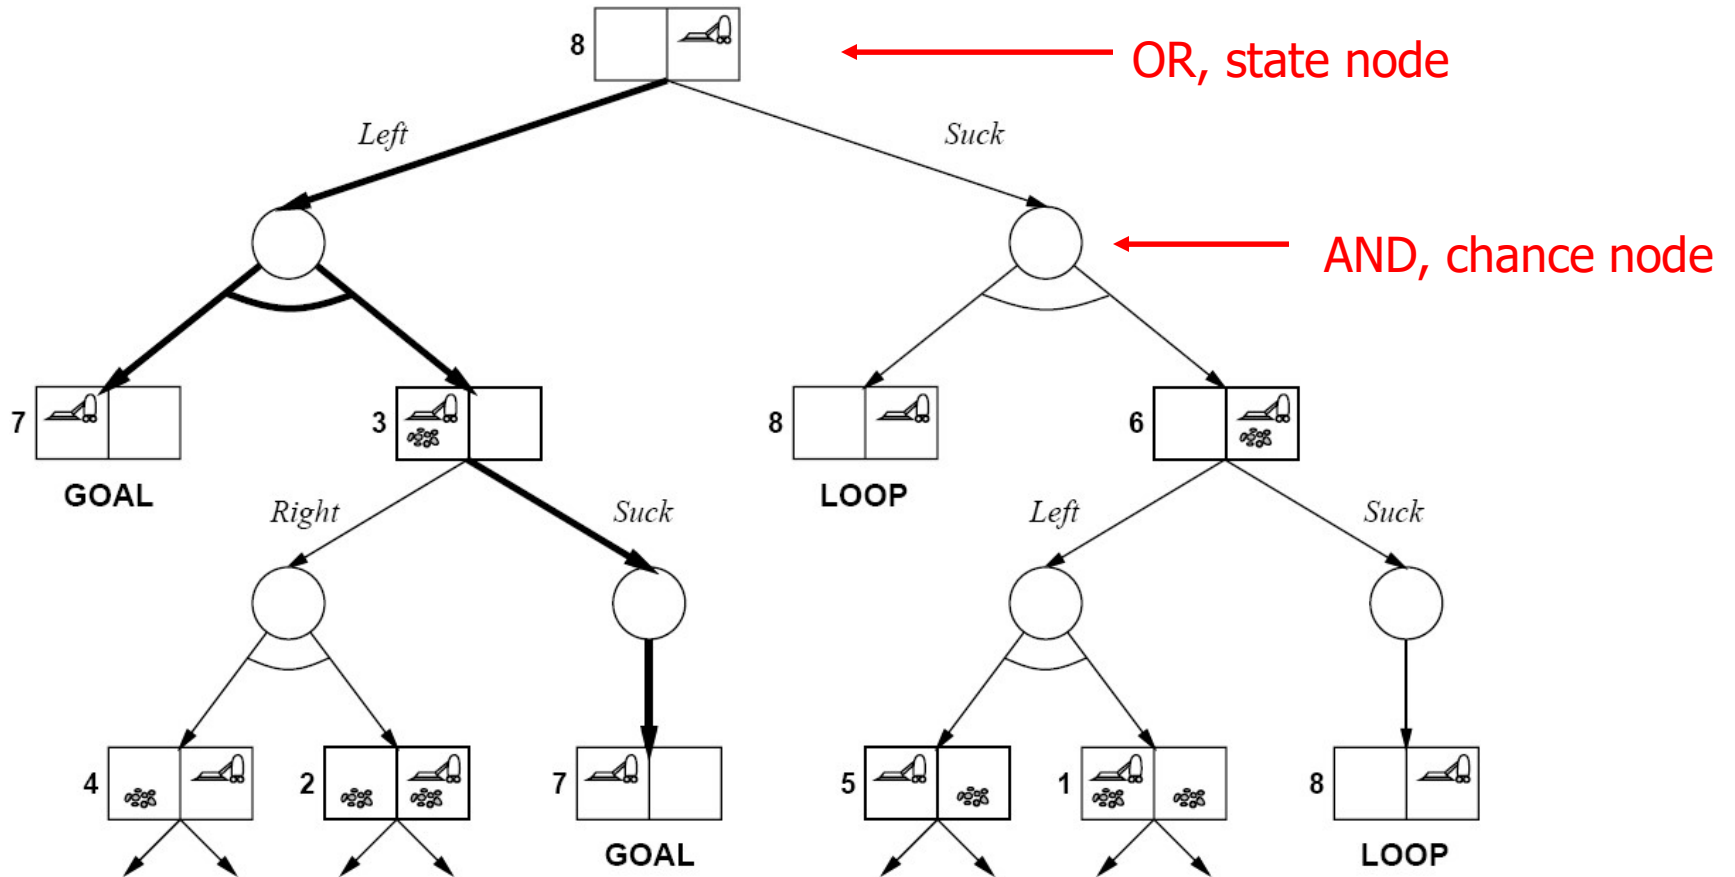 8
OR, state node
Left
Suck
AND, chance node
7
3
8
6
GOAL
LOOP
Right
Suck
Left
Suck
4
2
7
5
1
8
GOAL
LOOP